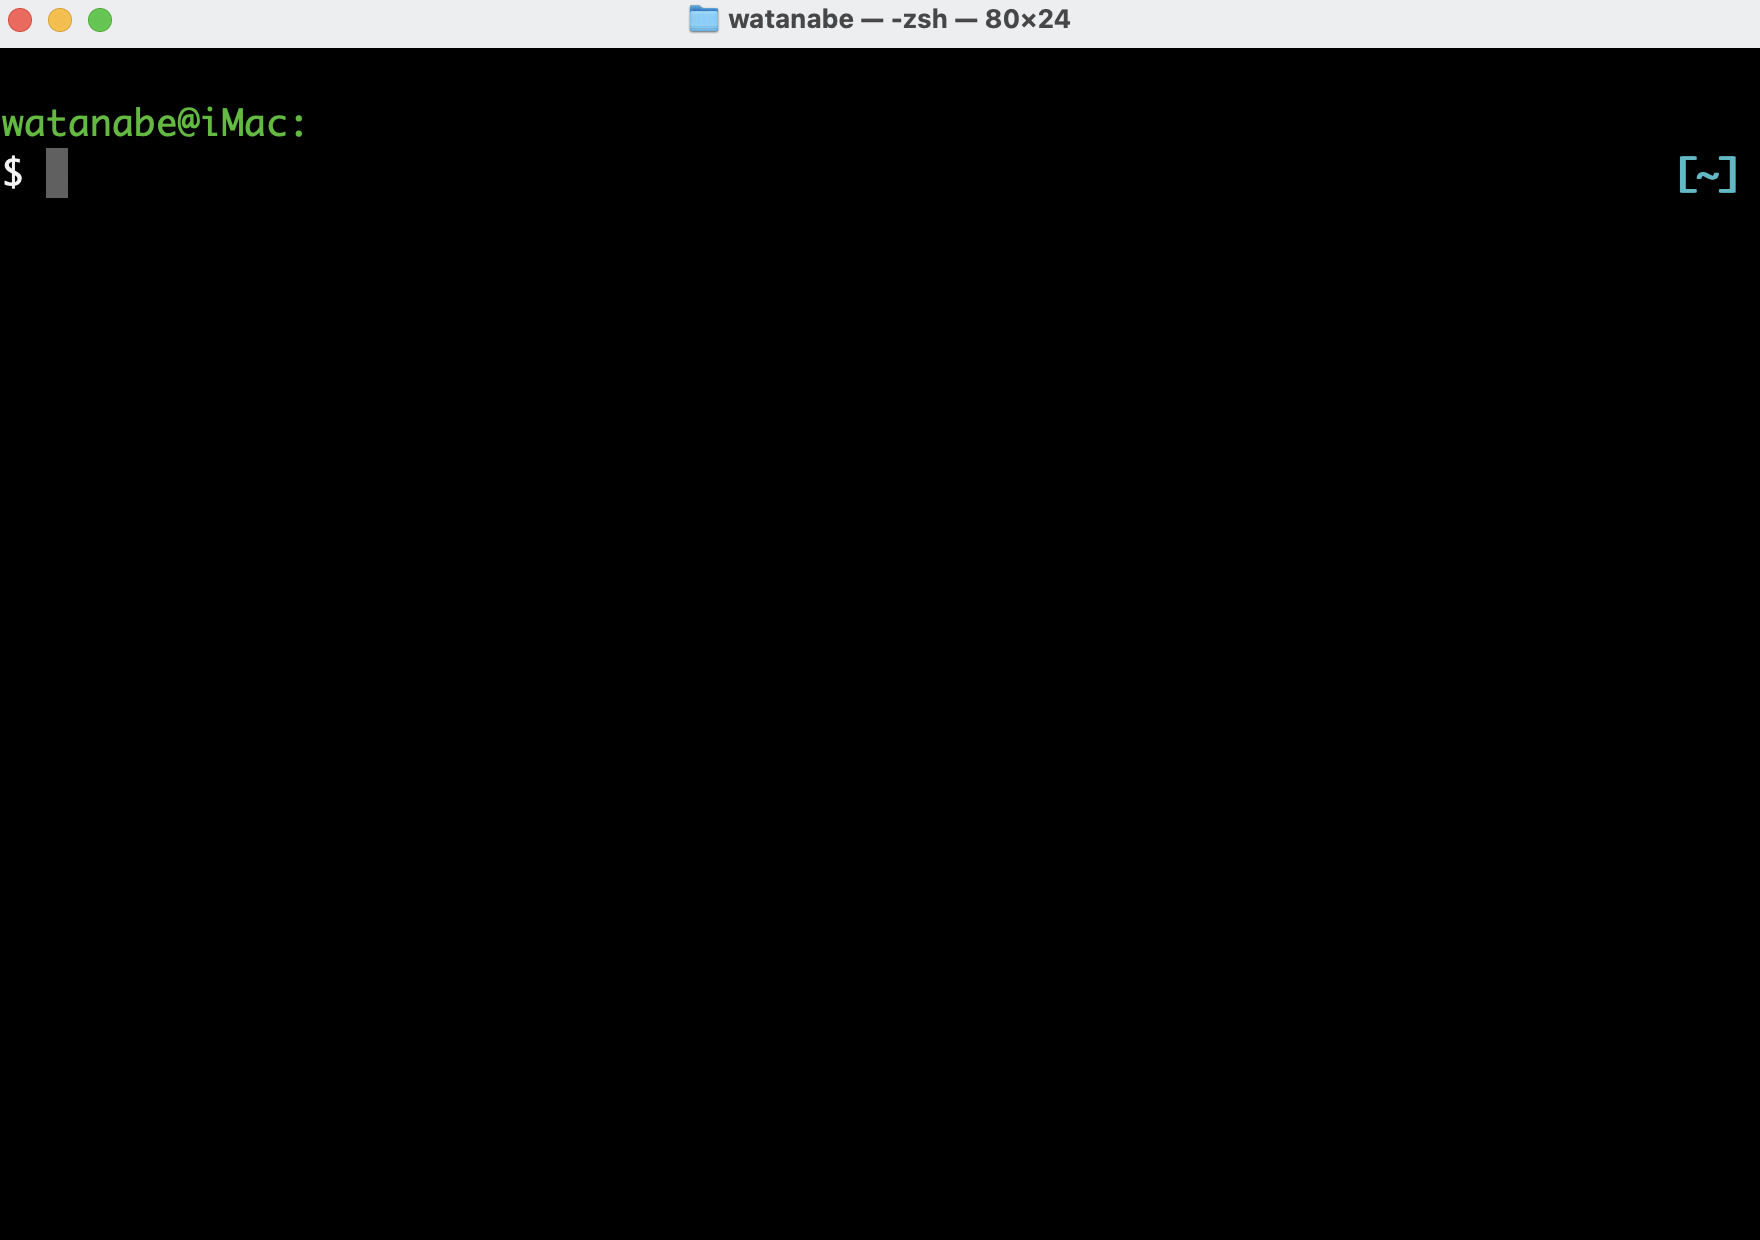 watanabe — -zsh — 80×24
watanabe@iMac:
$ [~]